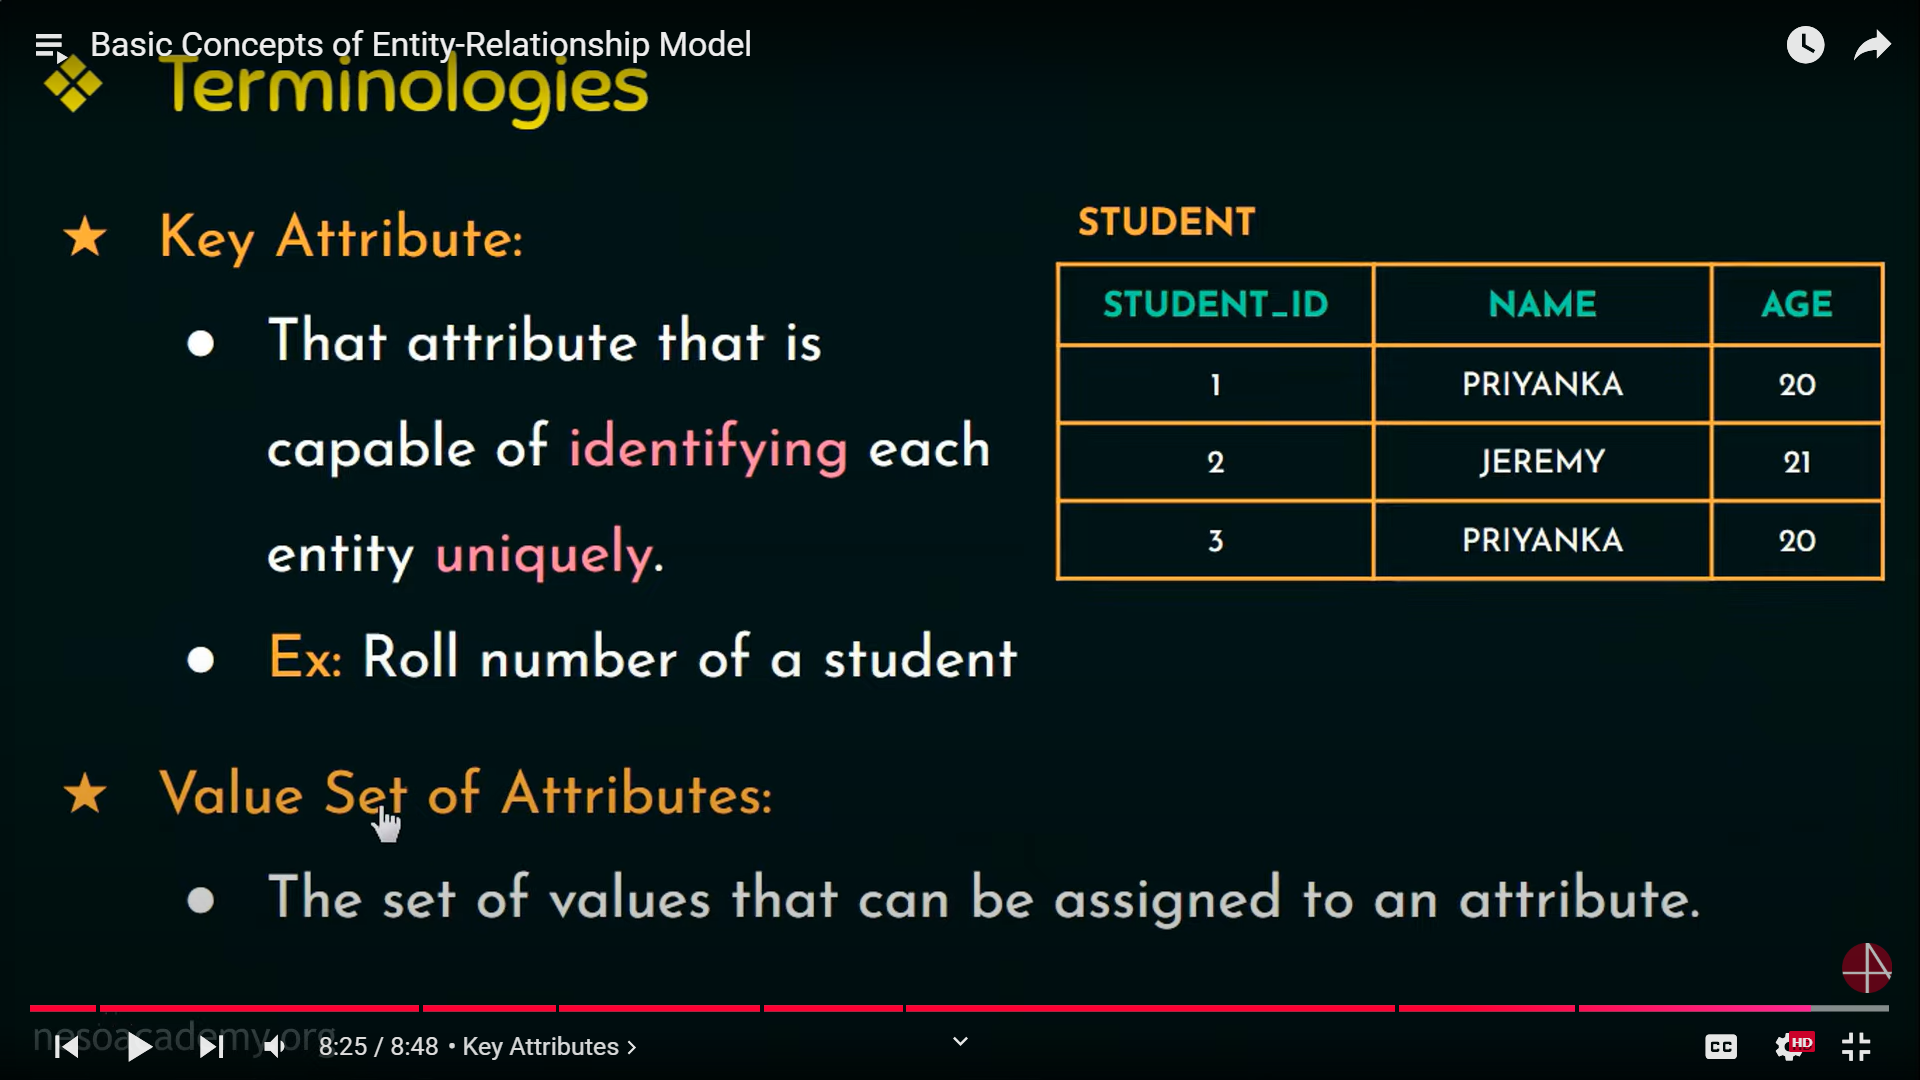 Basic Concepts of Entity-Relationship Model
Terminologies
Key Attribute:
That attribute that is
capable of identifying each
entity uniquely.
Ex: Roll number of a student
STUDENT
STUDENT_ID NAME AGE
1 PRIYANKA 20
2 JEREMY 21
3 PRIYANKA 20
Value Set of Attributes:
The set of values that can be assigned to an attribute.
nesoacademy.org
8:25 / 8:48 • Key Attributes >
CC
HD